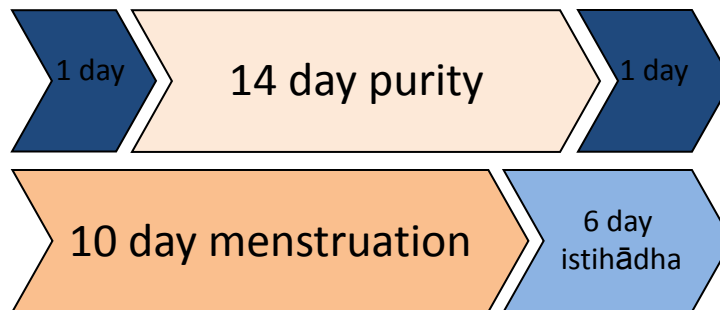 1 day
14 day purity
1 day
10 day menstruation
6 day
istihādha